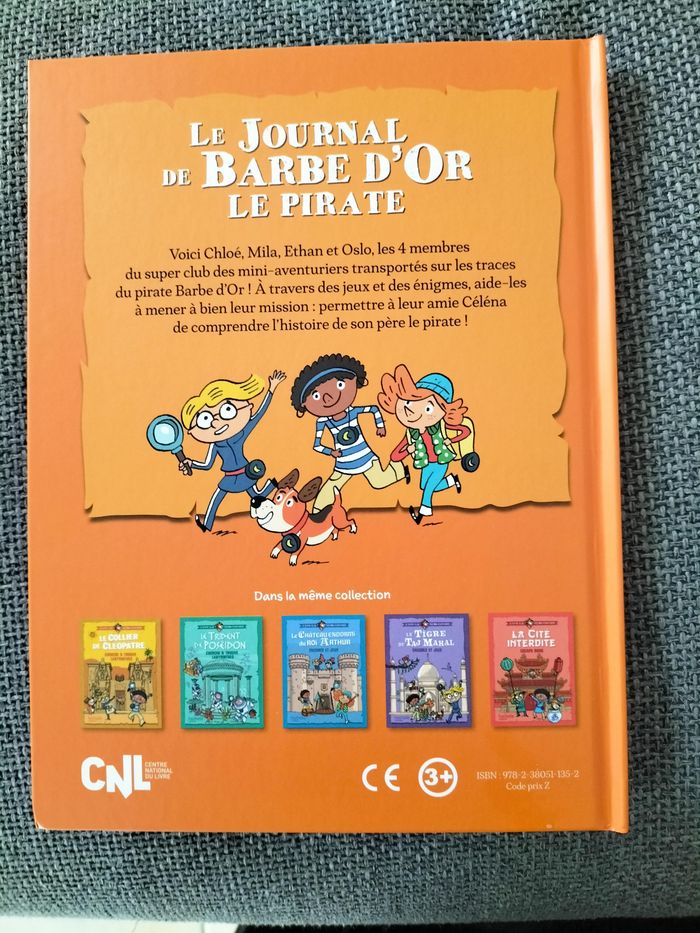 Le Journal
de Barbe d'Or
le pirate
Voici Chloé, Mila, Ethan et Oslo, les 4 membres
du super club des mini-aventuriers transportés sur les traces
du pirate Barbe d'Or ! À travers des jeux et des énigmes, aide-les
à mener à bien leur mission : permettre à leur amie Céléna
de comprendre l'histoire de son père le pirate !
Dans la même collection
Le Collier
de Cléopâtre
Le Trident
de Poséidon
Le Château endormi
du roi Arthur
Le Tigre
du Taj Mahal
La Cité
interdite
CNL
CENTRE
NATIONAL
DU LIVRE
CE
3+
ISBN : 978-2-38051-135-2
Code prix Z